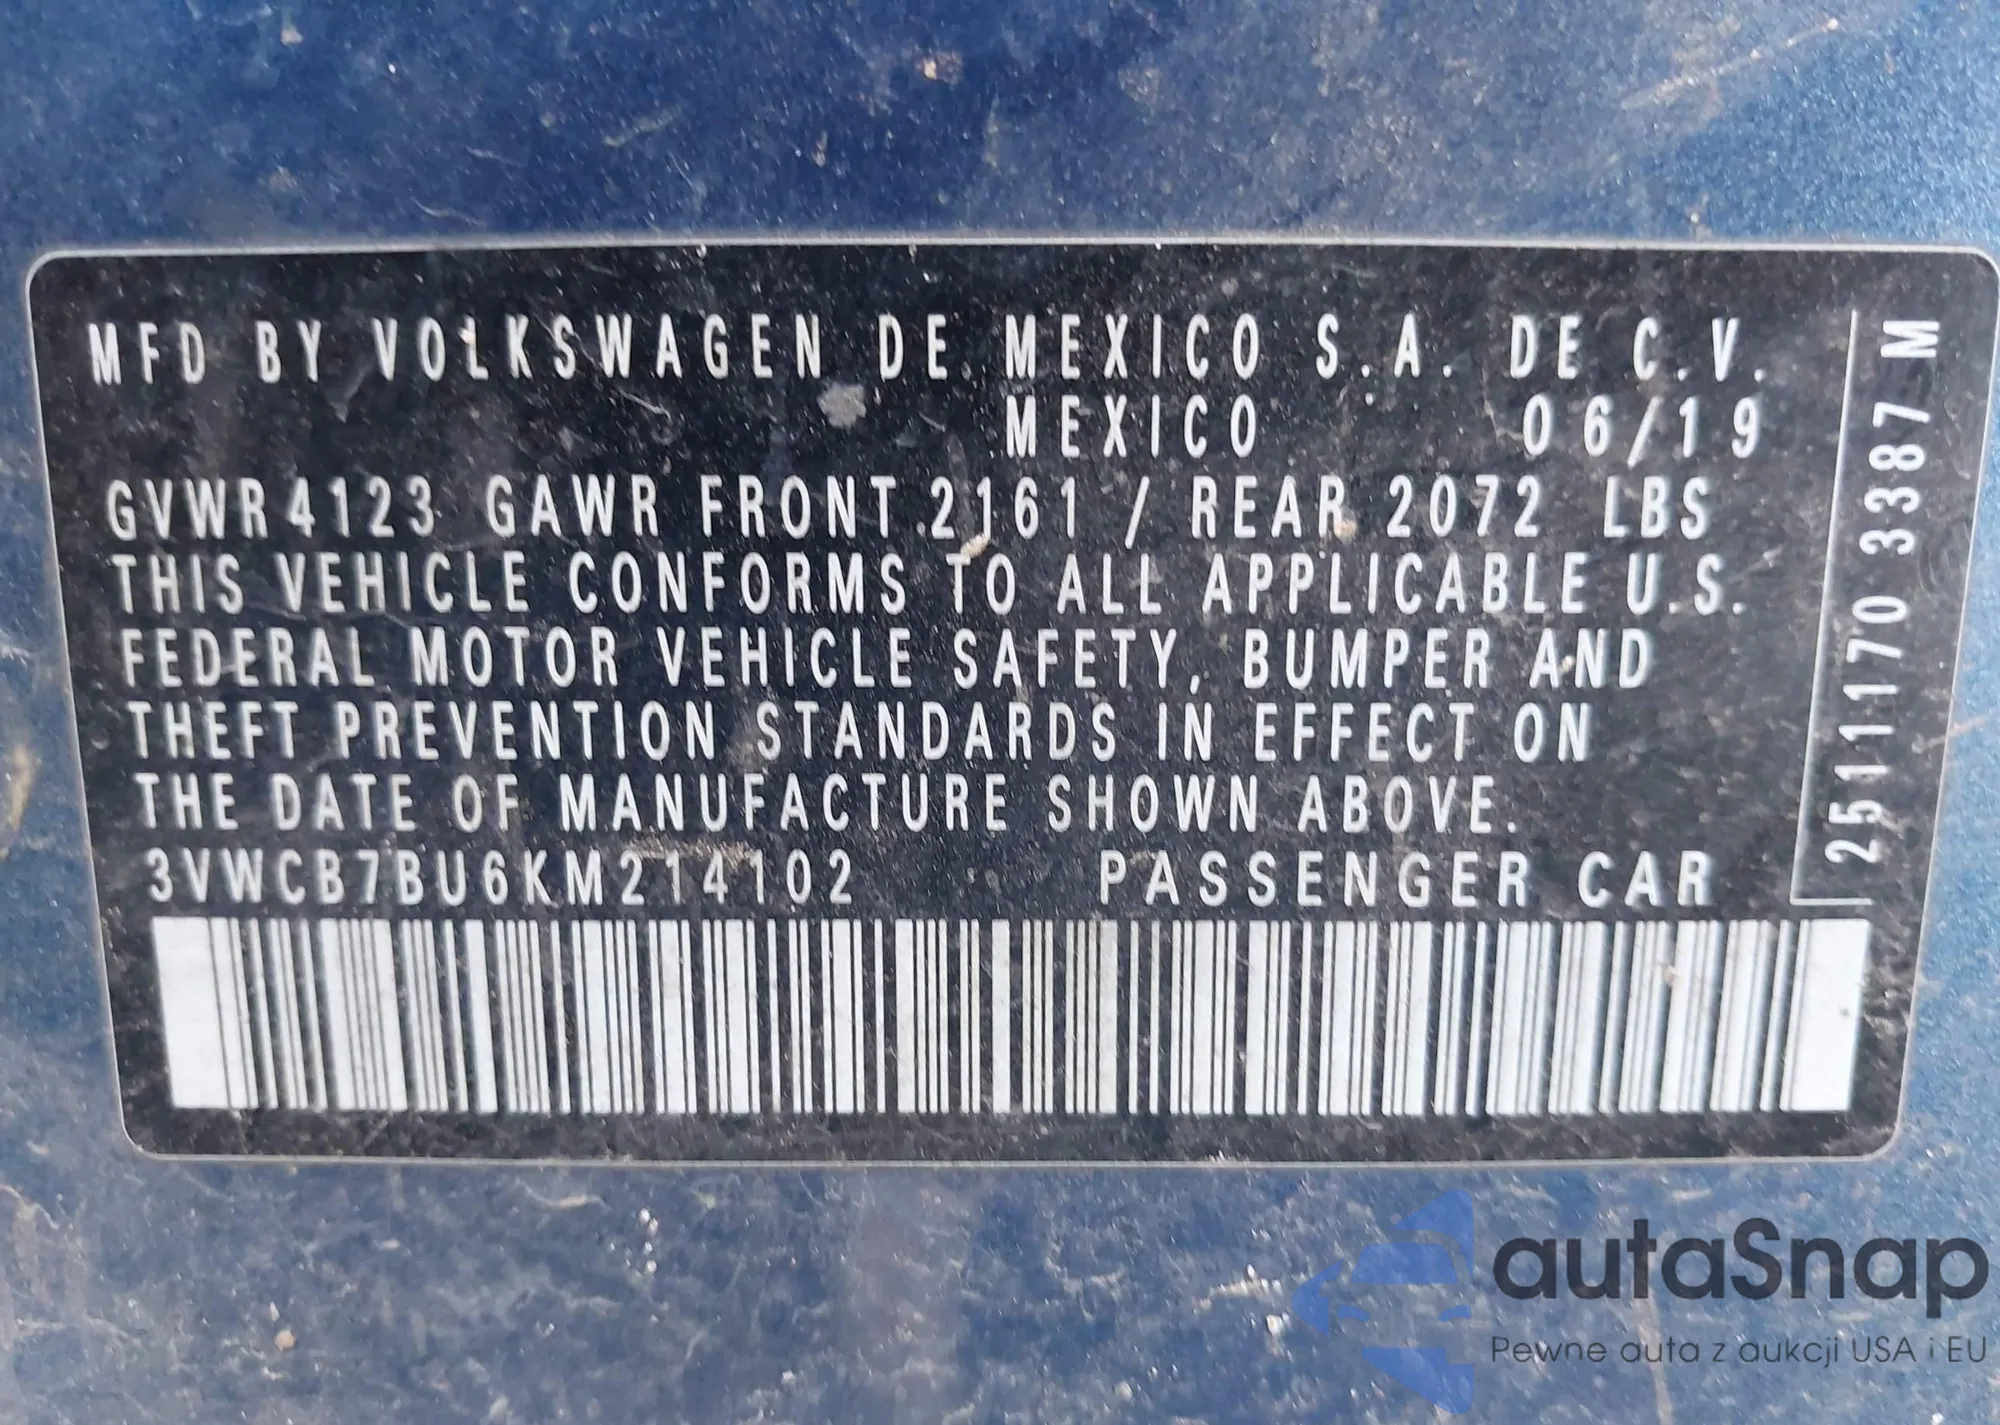 MFD BY VOLKSWAGEN DE MEXICO S.A. DE C.V.
MEXICO 06/19
GVWR 4123 GAWR FRONT 2161 / REAR 2072 LBS
THIS VEHICLE CONFORMS TO ALL APPLICABLE U.S.
FEDERAL MOTOR VEHICLE SAFETY, BUMPER AND
THEFT PREVENTION STANDARDS IN EFFECT ON
THE DATE OF MANUFACTURE SHOWN ABOVE.
3VWCB7BU6KM214102 PASSENGER CAR
2511170 3387 M
autaSnap
Pewne auta z aukcji USA i EU